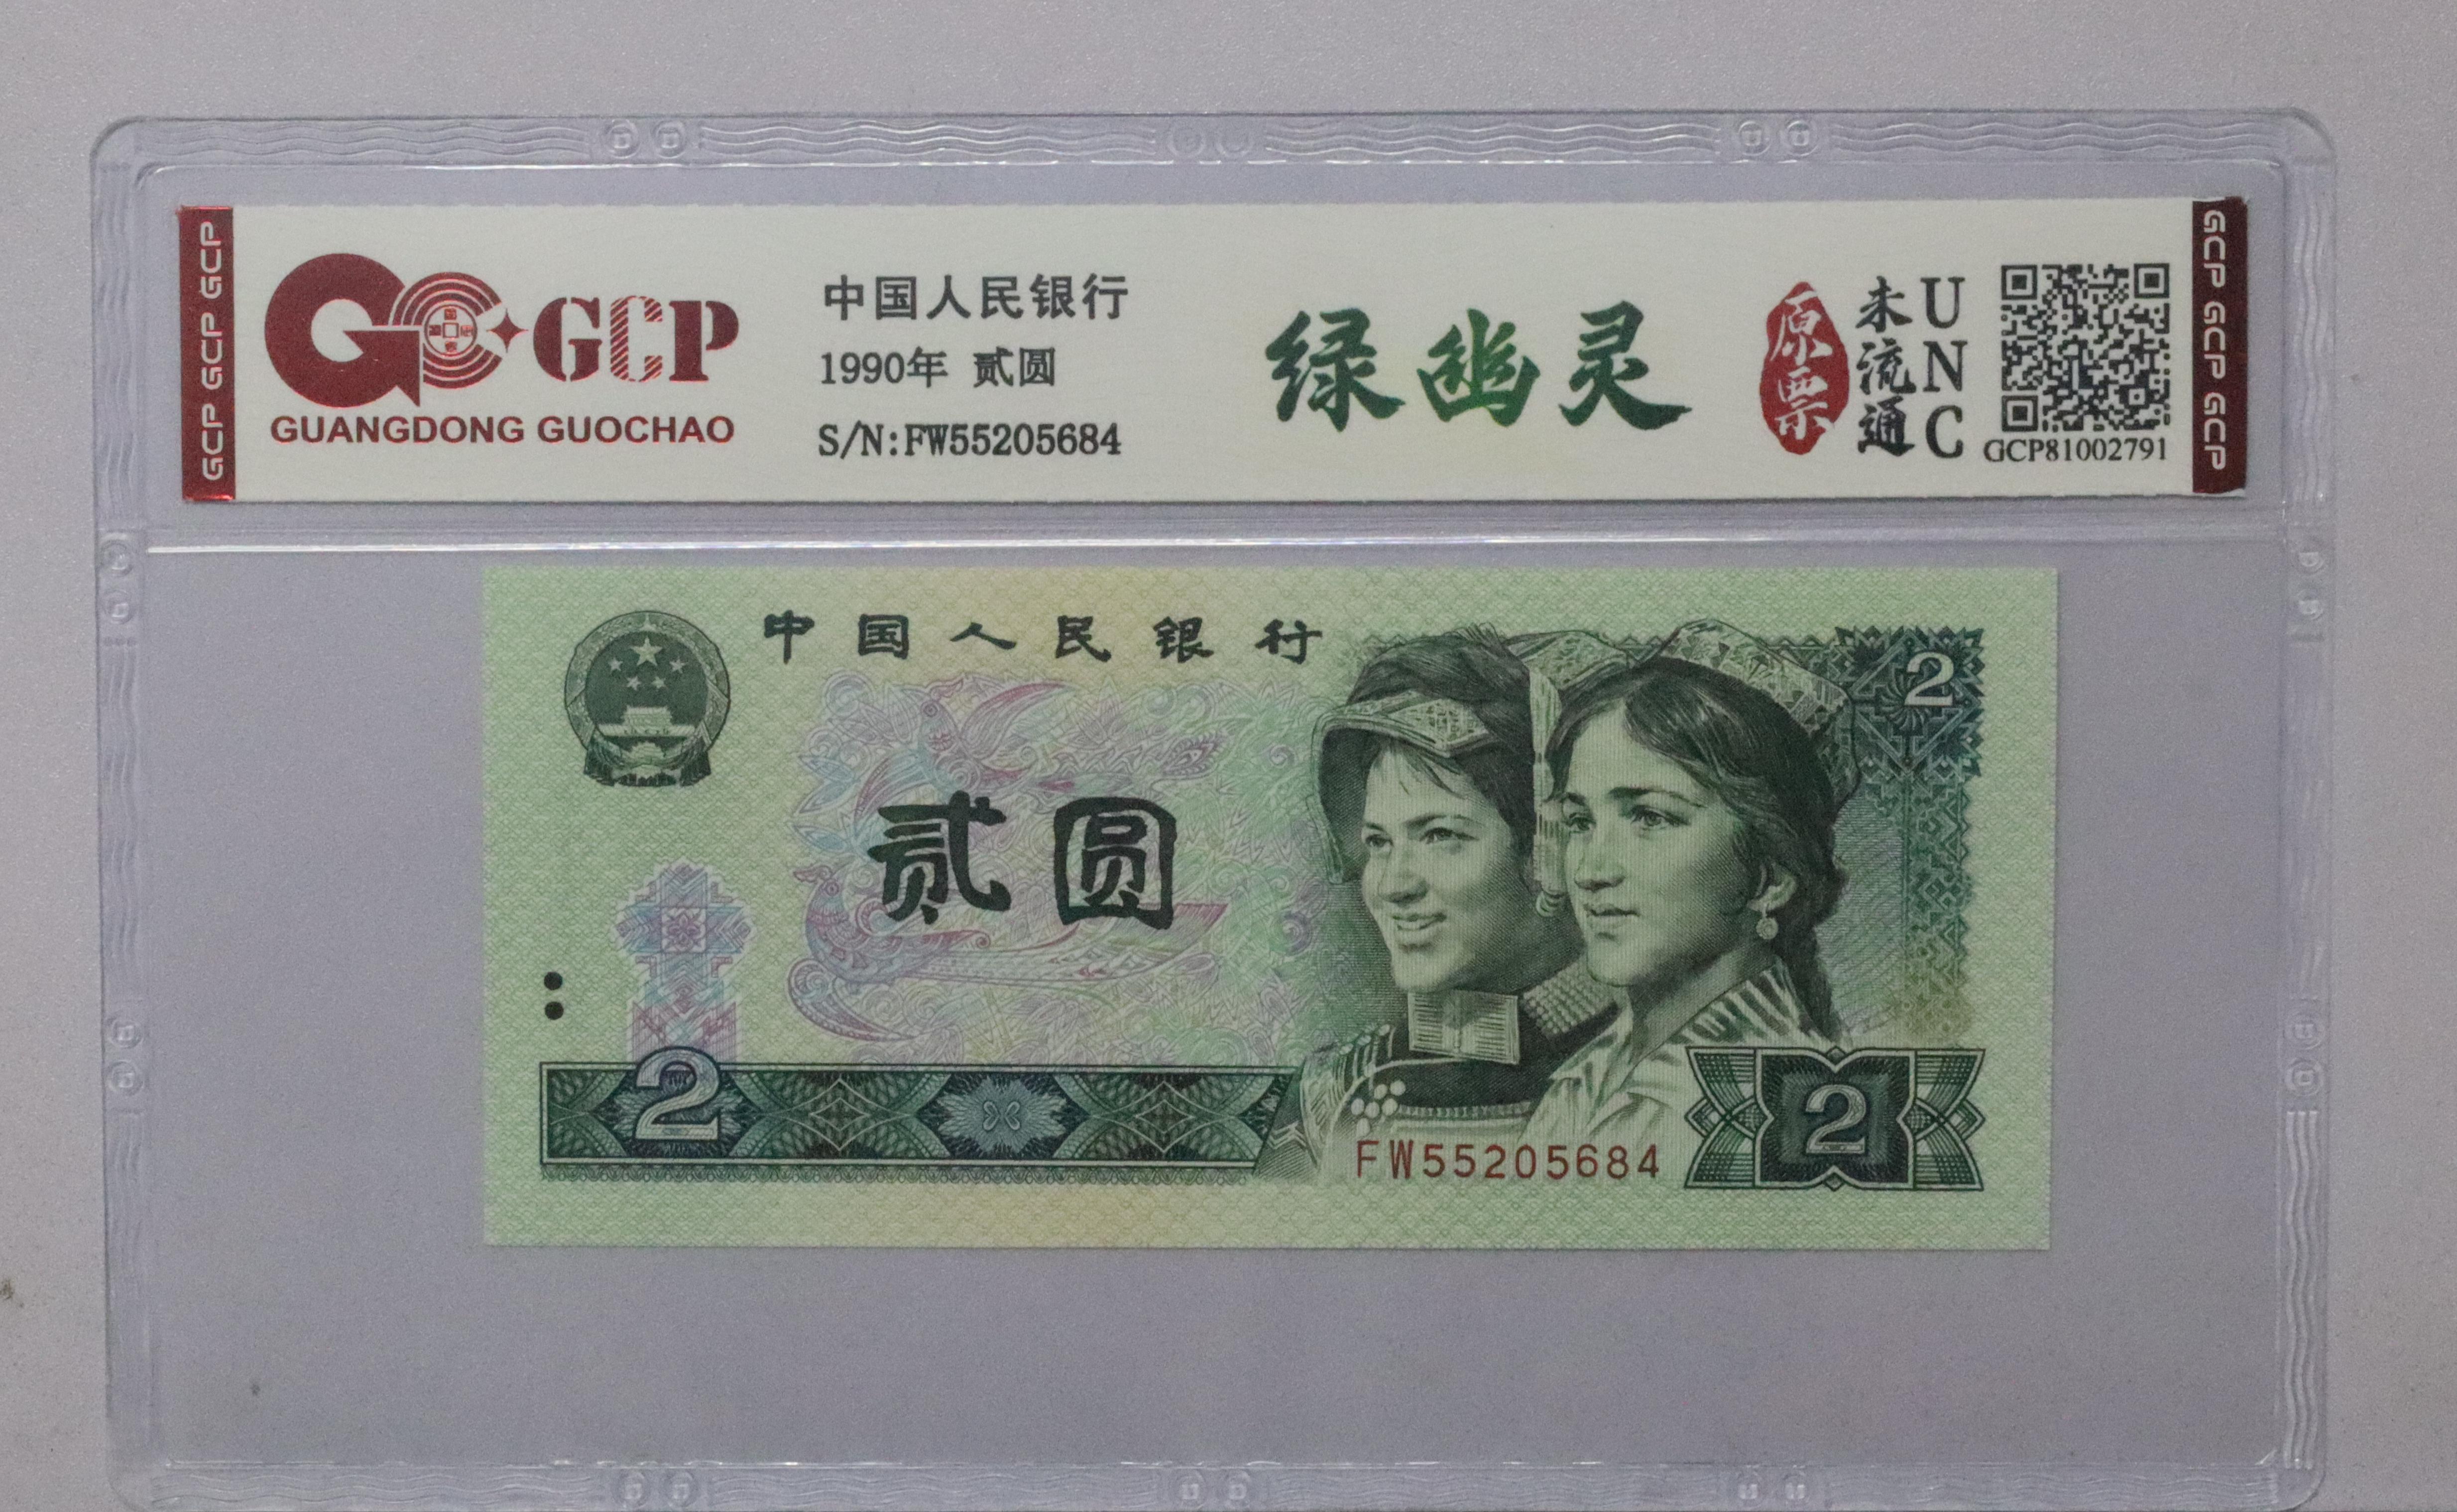 GCP GCP GCP
GCP
GUANGDONG GUOCHAO
中国人民银行
1990年 贰圆
S/N:FW55205684
绿幽灵
原票
未流通
UNC
GCP81002791
GCP GCP GCP
中国人民银行
2
贰圆
2
FW55205684
2